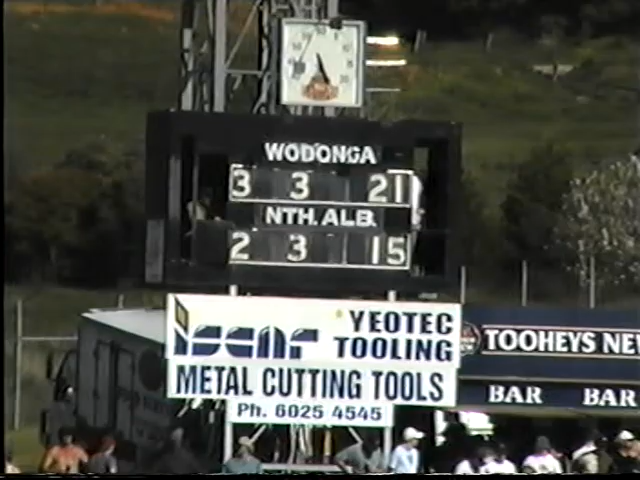 WODONGA
3 3 21
NTH. ALB.
2 3 15
iscar
YEOTEC
TOOLING
METAL CUTTING TOOLS
Ph. 6025 4545
TOOHEYS NE
BAR BAR